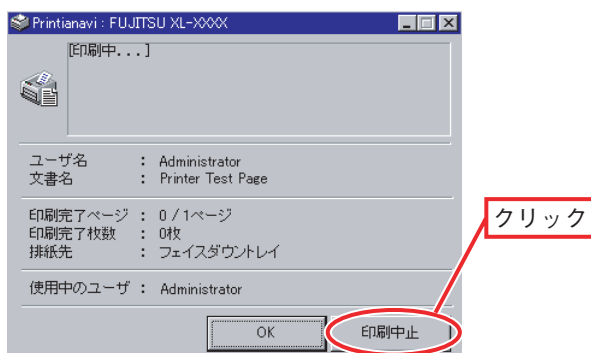 Printianavi : FUJITSU XL-XXXX
[印刷中...]
ユーザ名 : Administrator
文書名 : Printer Test Page
印刷完了ページ : 0/1ページ
印刷完了枚数 : 0枚
排紙先 : フェイスダウントレイ
クリック
使用中のユーザ : Administrator
OK 印刷中止